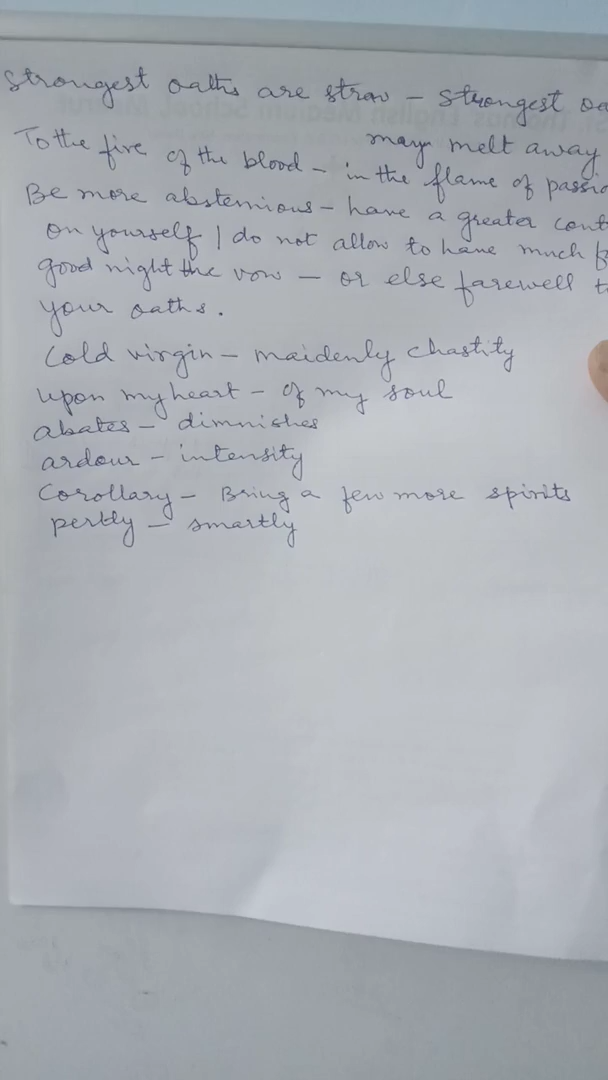 strongest oaths are straw – strongest oa
may melt away
To the fire of the blood – in the flame of passio
Be more abstemious – have a greater cont
on yourself / do not allow to have much f
good night the vow – or else farewell t
your oaths.
Cold virgin – maidenly chastity
upon my heart – of my soul
abates – dimnishes
ardour – intensity
Corollary – Bring a few more spirits
pertly – smartly